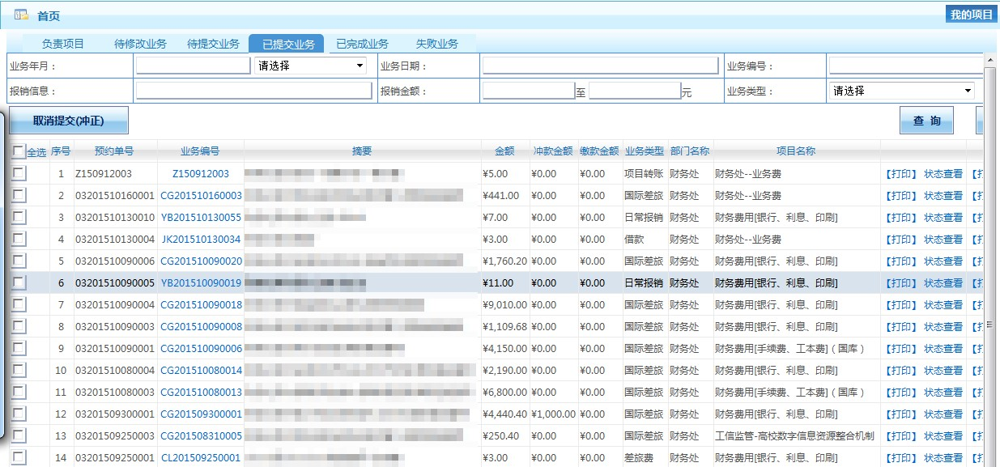 首页 我的项目
负责项目 待修改业务 待提交业务 已提交业务 已完成业务 失败业务
业务年月： 请选择 业务日期： 业务编号：
报销信息： 报销金额： 至 元 业务类型： 请选择
取消提交(冲正) 查 询
全选 序号 预约单号 业务编号 摘要 金额 冲款金额 缴款金额 业务类型 部门名称 项目名称
1 Z150912003 Z150912003 ¥5.00 ¥0.00 ¥0.00 项目转账 财务处 财务处--业务费 【打印】 状态查看 【打
2 03201510160001 CG201510160003 ¥441.00 ¥0.00 ¥0.00 国际差旅 财务处 财务处--业务费 【打印】 状态查看 【打
3 03201510130010 YB201510130055 ¥7.00 ¥0.00 ¥0.00 日常报销 财务处 财务费用[银行、利息、印刷] 【打印】 状态查看 【打
4 03201510130004 JK201510130034 ¥3.00 ¥0.00 ¥0.00 借款 财务处 财务处--业务费 【打印】 状态查看 【打
5 03201510090006 CG201510090020 ¥1,760.20 ¥0.00 ¥0.00 国际差旅 财务处 财务费用[银行、利息、印刷] 【打印】 状态查看 【打
6 03201510090005 YB201510090019 ¥11.00 ¥0.00 ¥0.00 日常报销 财务处 财务费用[银行、利息、印刷] 【打印】 状态查看 【打
7 03201510090004 CG201510090018 ¥9,010.00 ¥0.00 ¥0.00 国际差旅 财务处 财务费用[银行、利息、印刷] 【打印】 状态查看 【打
8 03201510090003 CG201510090008 ¥1,109.68 ¥0.00 ¥0.00 国际差旅 财务处 财务费用[银行、利息、印刷] 【打印】 状态查看 【打
9 03201510090001 CG201510090006 ¥4,150.00 ¥0.00 ¥0.00 国际差旅 财务处 财务费用[手续费、工本费]（国库） 【打印】 状态查看 【打
10 03201510080004 CG201510080014 ¥2,190.00 ¥0.00 ¥0.00 国际差旅 财务处 财务费用[银行、利息、印刷] 【打印】 状态查看 【打
11 03201510080003 CG201510080013 ¥6,800.00 ¥0.00 ¥0.00 国际差旅 财务处 财务费用[手续费、工本费]（国库） 【打印】 状态查看 【打
12 03201509300001 CG201509300001 ¥4,440.40 ¥1,000.00 ¥0.00 国际差旅 财务处 财务费用[银行、利息、印刷] 【打印】 状态查看 【打
13 03201509250003 CG201508310005 ¥250.40 ¥0.00 ¥0.00 国际差旅 财务处 工信监管-高校数字信息资源整合机制 【打印】 状态查看 【打
14 03201509250001 CL201509250001 ¥3.00 ¥0.00 ¥0.00 差旅费 财务处 财务费用[银行、利息、印刷] 【打印】 状态查看 【打